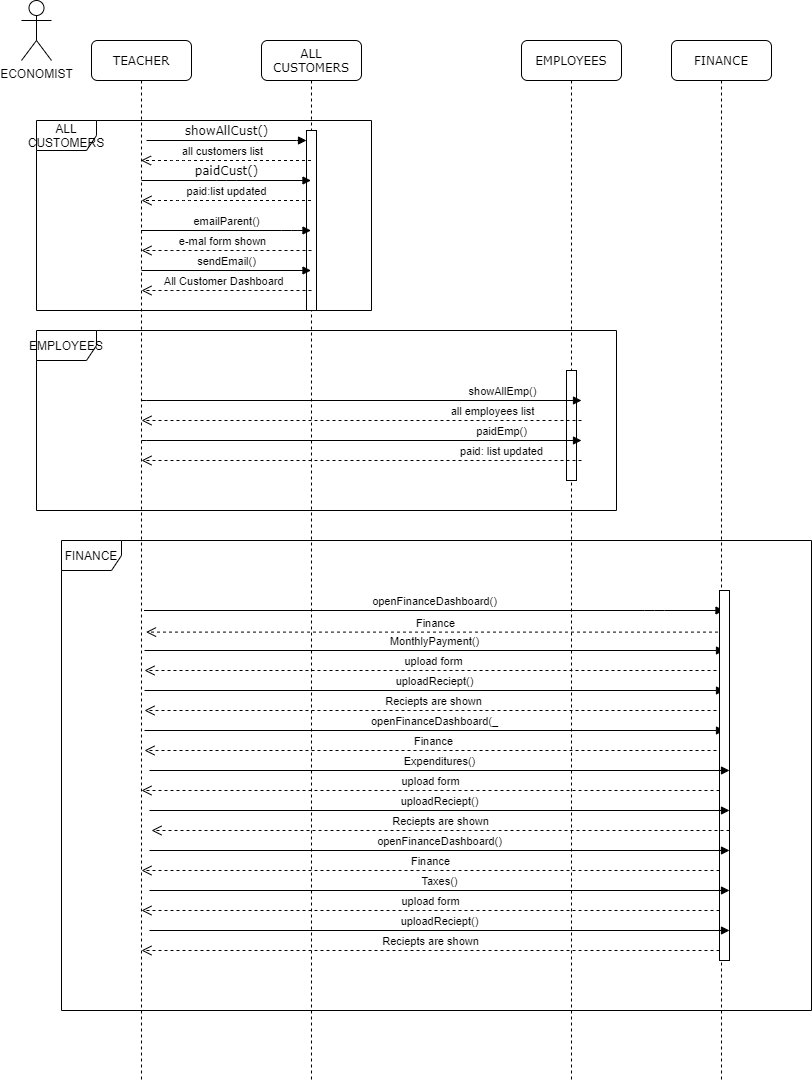 ECONOMIST
TEACHER
ALL
CUSTOMERS
EMPLOYEES
FINANCE
ALL
CUSTOMERS
showAllCust()
all customers list
paidCust()
paid:list updated
emailParent()
e-mal form shown
sendEmail()
All Customer Dashboard
EMPLOYEES
showAllEmp()
all employees list
paidEmp()
paid: list updated
FINANCE
openFinanceDashboard()
Finance
MonthlyPayment()
upload form
uploadReciept()
Reciepts are shown
openFinanceDashboard(_
Finance
Expenditures()
upload form
uploadReciept()
Reciepts are shown
openFinanceDashboard()
Finance
Taxes()
upload form
uploadReciept()
Reciepts are shown